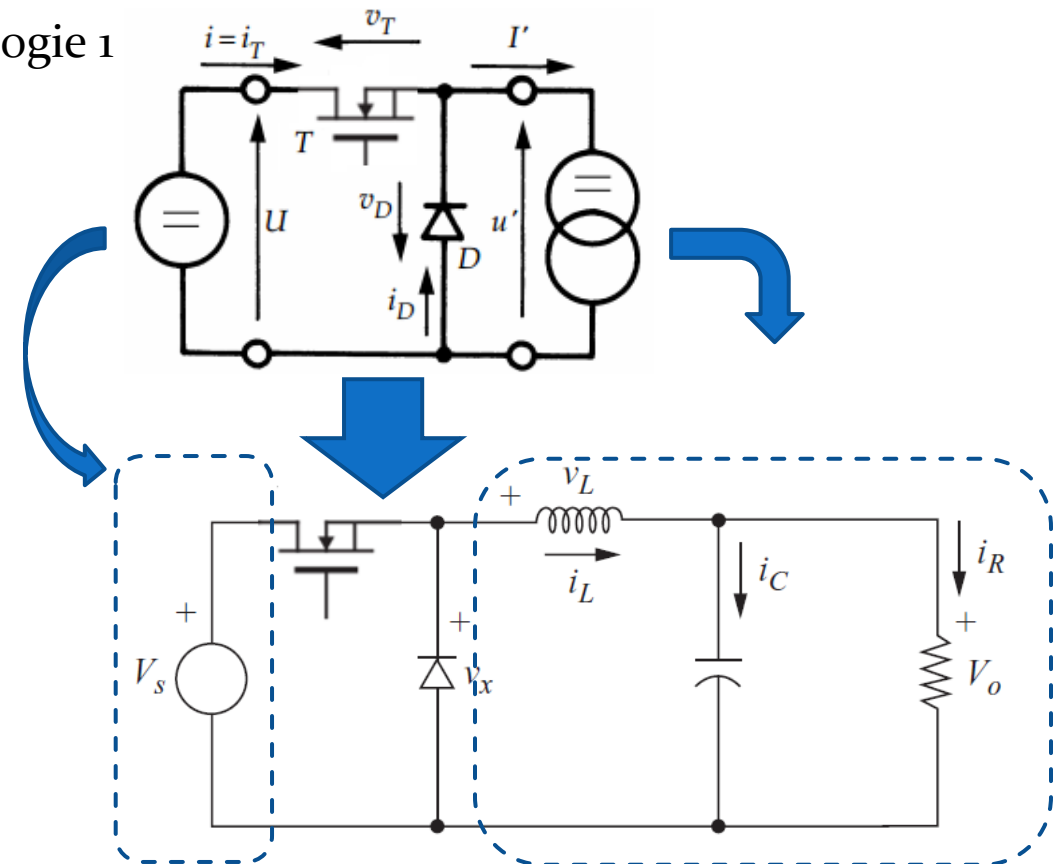 ogie 1
i = i_T
v_T
I'
T
U
v_D
D
u'
i_D
v_L
+
i_L
i_C
i_R
+
V_s
+
v_x
+
V_o